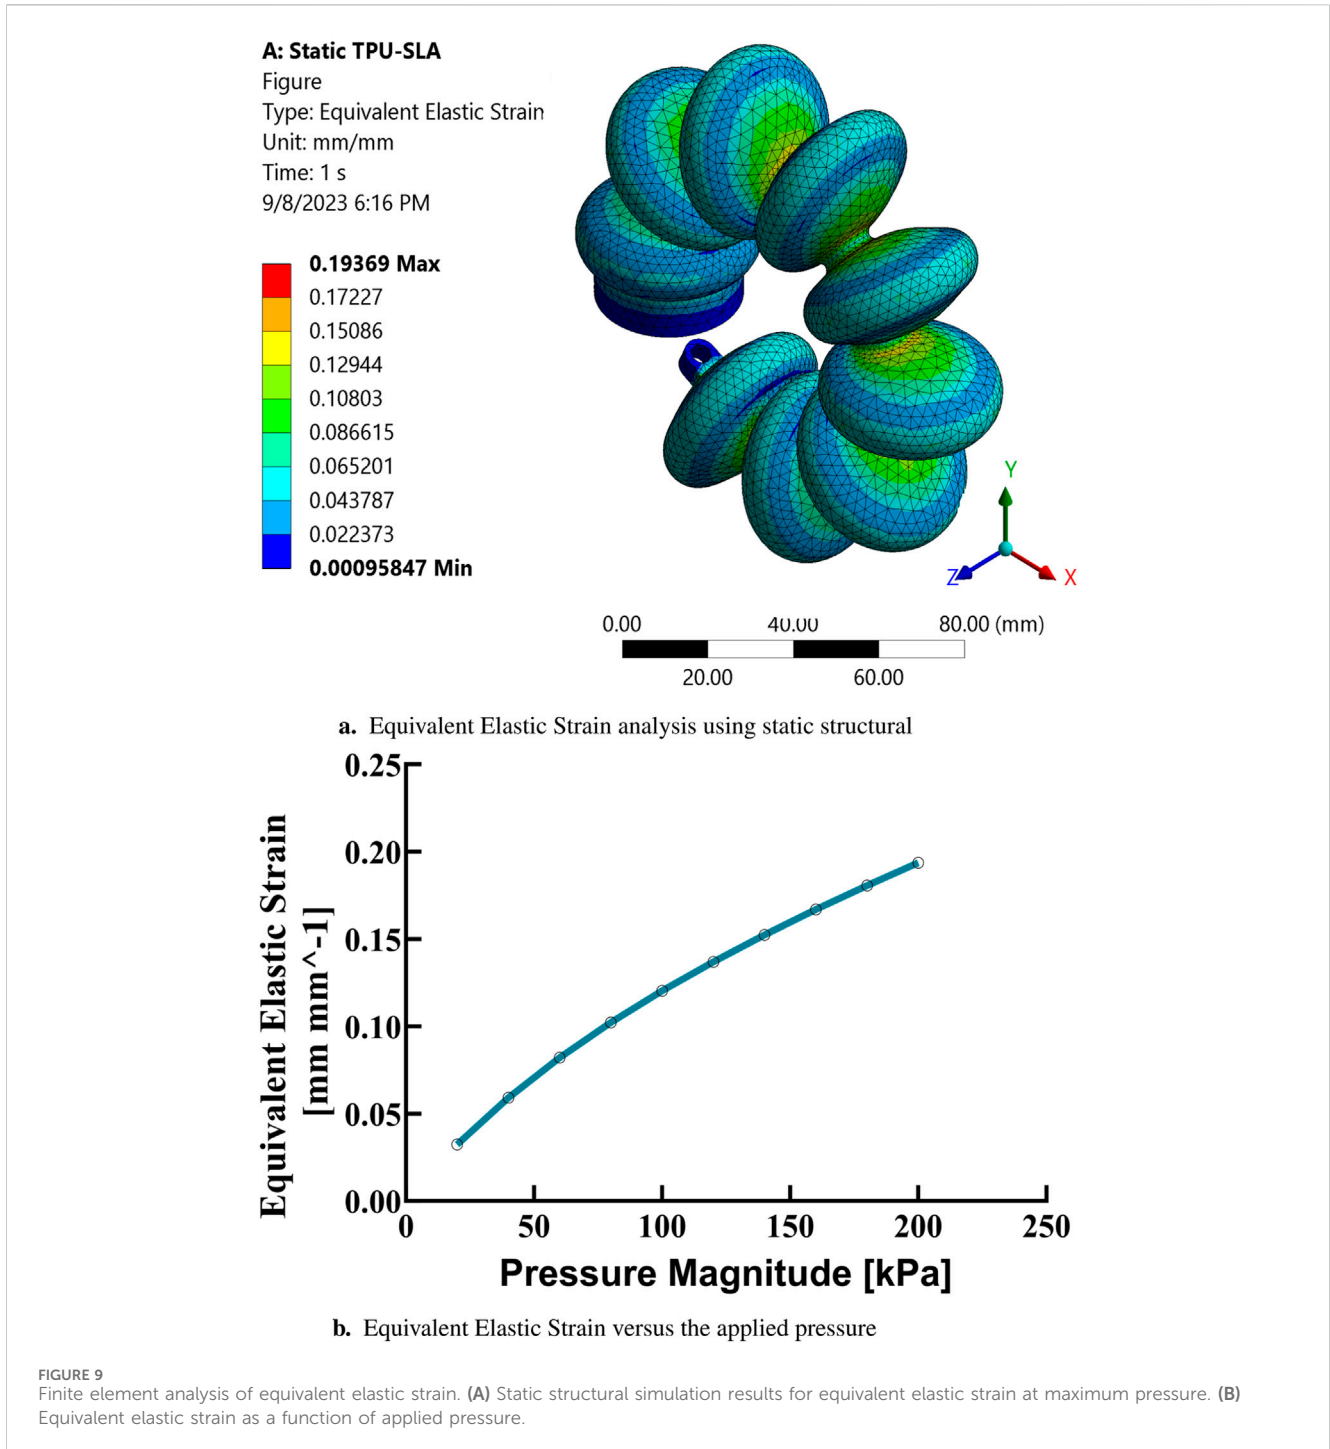 A: Static TPU-SLA
Figure
Type: Equivalent Elastic Strain
Unit: mm/mm
Time: 1 s
9/8/2023 6:16 PM
0.19369 Max
0.17227
0.15086
0.12944
0.10803
0.086615
0.065201
0.043787
0.022373
0.00095847 Min
Y
Z
X
0.00 40.00 80.00 (mm)
20.00 60.00
a. Equivalent Elastic Strain analysis using static structural
Equivalent Elastic Strain
[mm mm^-1]
0.25
0.20
0.15
0.10
0.05
0.00
0 50 100 150 200 250
Pressure Magnitude [kPa]
b. Equivalent Elastic Strain versus the applied pressure
FIGURE 9
Finite element analysis of equivalent elastic strain. (A) Static structural simulation results for equivalent elastic strain at maximum pressure. (B)
Equivalent elastic strain as a function of applied pressure.